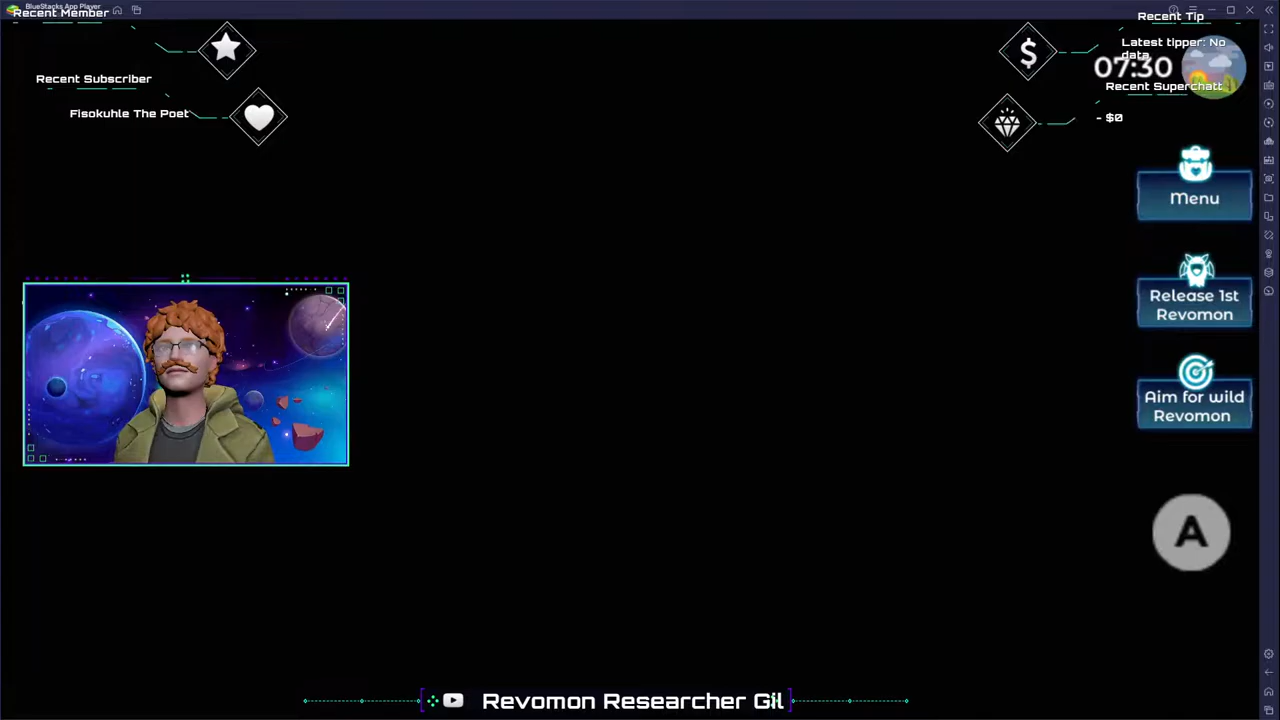 BlueStacks App Player
Recent Member
Recent Subscriber
Fisokuhle The Poet
Recent Tip
Latest tipper: No
data
07:30
Recent Superchatt
- $0
Menu
Release 1st
Revomon
Aim for wild
Revomon
A
Revomon Researcher Gil